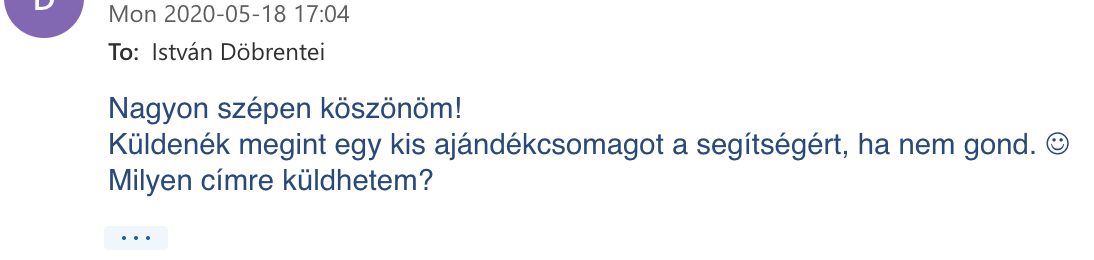 D
Mon 2020-05-18 17:04
To: István Döbrentei
Nagyon szépen köszönöm!
Küldenék megint egy kis ajándékcsomagot a segítségért, ha nem gond. ☺
Milyen címre küldhetem?
...